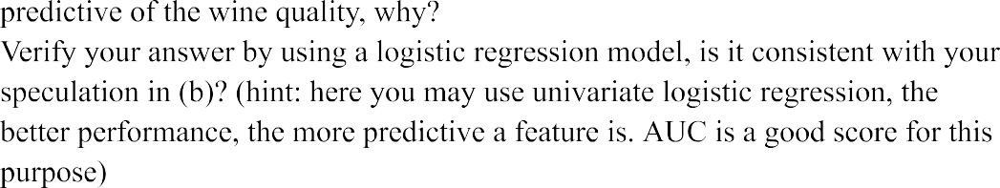 predictive of the wine quality, why?
Verify your answer by using a logistic regression model, is it consistent with your
speculation in (b)? (hint: here you may use univariate logistic regression, the
better performance, the more predictive a feature is. AUC is a good score for this
purpose)